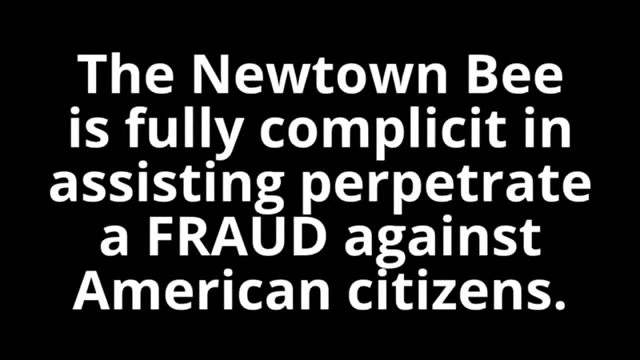 The Newtown Bee
is fully complicit in
assisting perpetrate
a FRAUD against
American citizens.